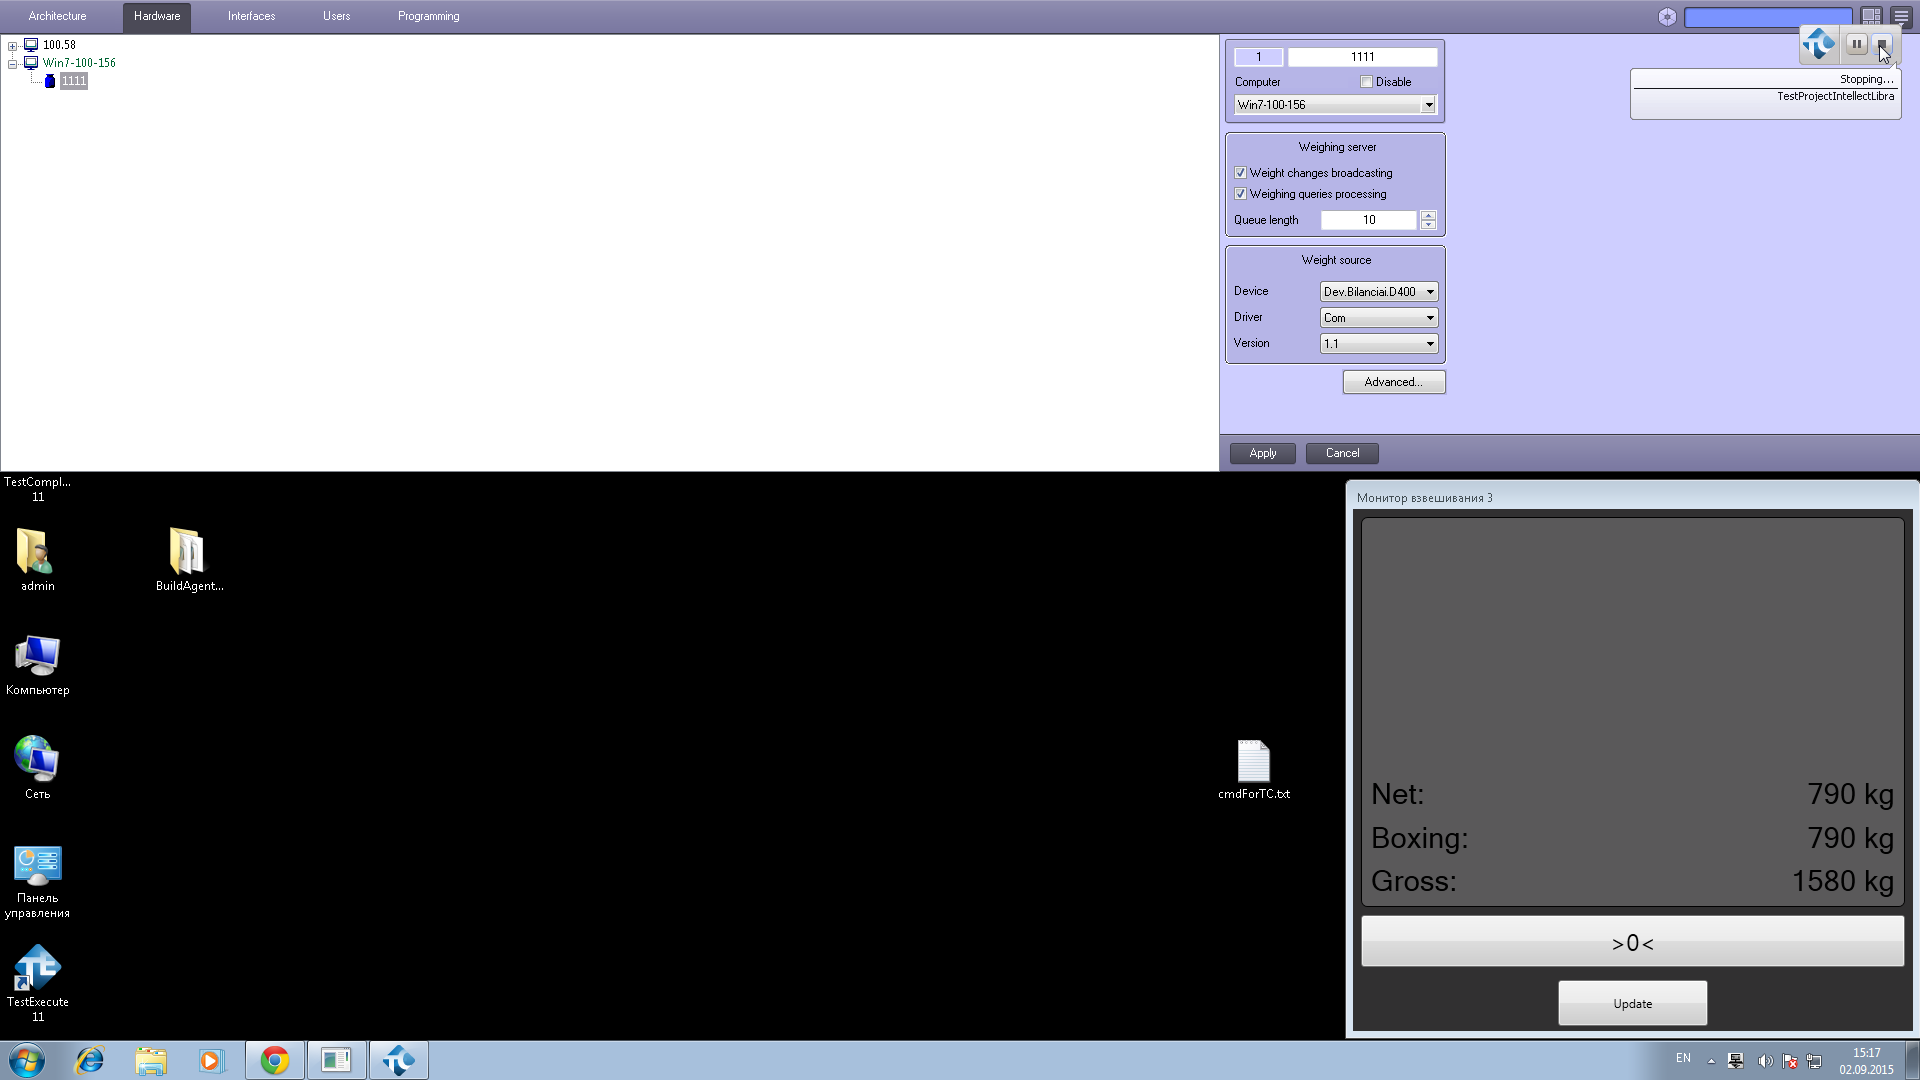 Architecture
Hardware
Interfaces
Users
Programming
100.58
Win7-100-156
1111
1
1111
Computer
Disable
Win7-100-156
Stopping...
TestProjectIntellectLibra
Weighing server
Weight changes broadcasting
Weighing queries processing
Queue length
10
Weight source
Device
Dev.Bilanciai.D400
Driver
Com
Version
1.1
Advanced...
Apply
Cancel
TestCompl...
11
admin
BuildAgent...
Компьютер
Сеть
Панель
управления
TestExecute
11
cmdForTC.txt
Монитор взвешивания 3
Net: 790 kg
Boxing: 790 kg
Gross: 1580 kg
>0<
Update
EN
15:17
02.09.2015